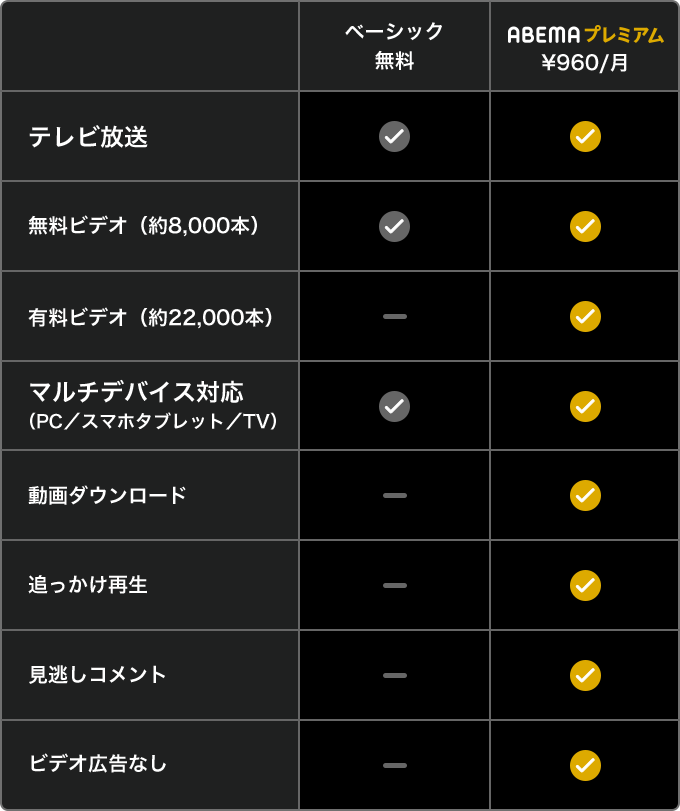 ベーシック
無料
ABEMAプレミアム
¥960/月
テレビ放送
無料ビデオ（約8,000本）
有料ビデオ（約22,000本）
マルチデバイス対応
（PC／スマホタブレット／TV）
動画ダウンロード
追っかけ再生
見逃しコメント
ビデオ広告なし